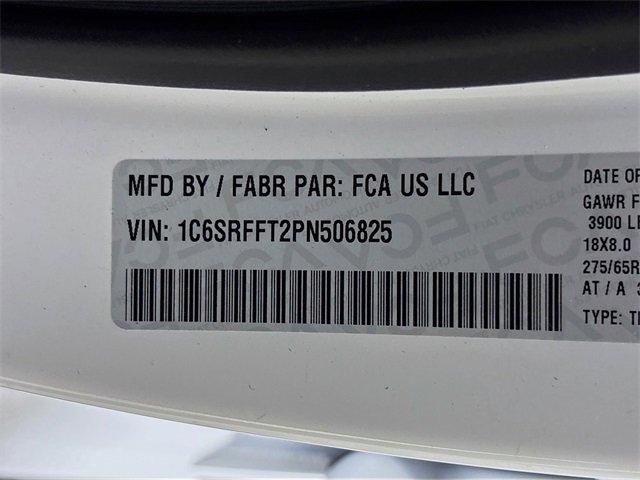 MFD BY / FABR PAR: FCA US LLC
VIN: 1C6SRFFT2PN506825
DATE OF
GAWR F
3900 L
18X8.0
275/65R
AT / A
TYPE: T